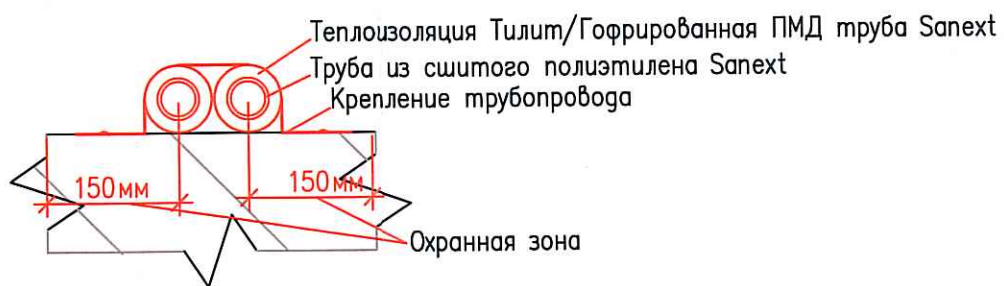 Теплоизоляция Тилит/Гофрированная ПМД труба Sanext
Труба из сшитого полиэтилена Sanext
Крепление трубопровода
150мм
150мм
Охранная зона